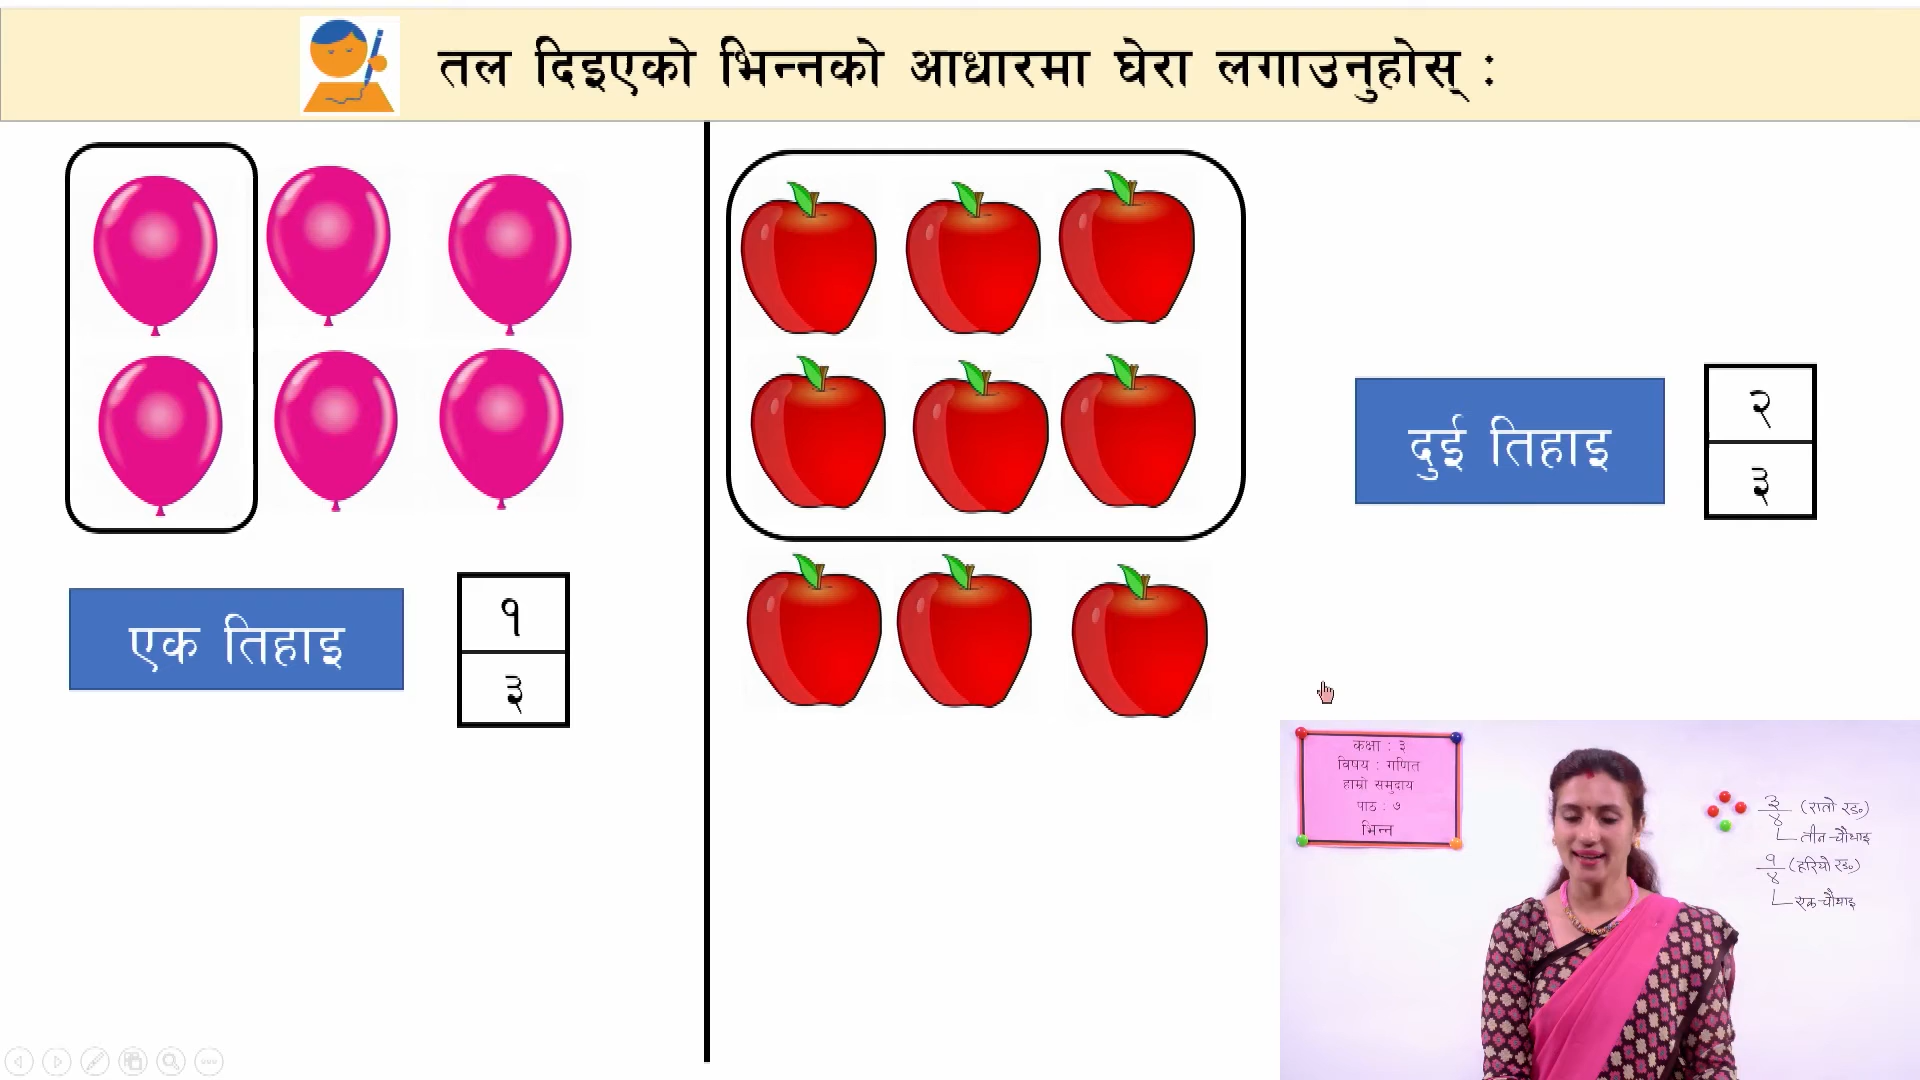 तल दिइएको भिन्नको आधारमा घेरा लगाउनुहोस् :
एक तिहाइ
१
३
दुई तिहाइ
२
३
कक्षा : ३
विषय : गणित
हाम्रो समुदाय
पाठ : ७
भिन्न
३
४
(रातो रङ)
तीन-चौथाइ
१
४
(हरियो रङ)
एक-चौथाइ